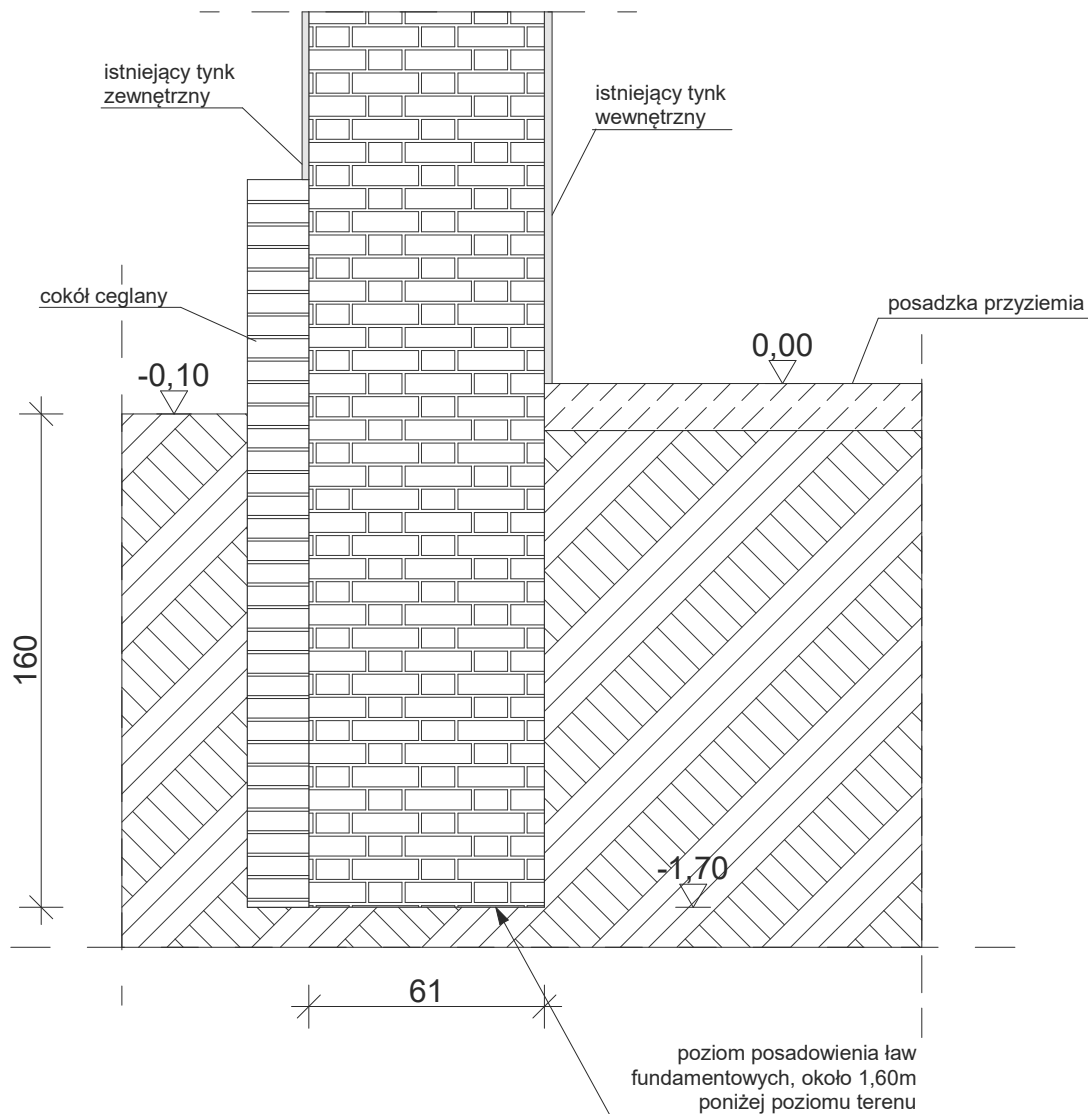 istniejący tynk
zewnętrzny
istniejący tynk
wewnętrzny
cokół ceglany
posadzka przyziemia
0,00
-0,10
160
-1,70
61
poziom posadowienia ław
fundamentowych, około 1,60m
poniżej poziomu terenu